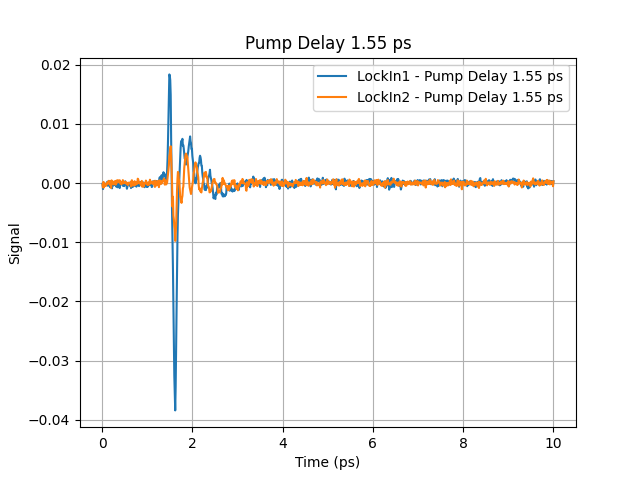 Pump Delay 1.55 ps
LockIn1 - Pump Delay 1.55 ps
LockIn2 - Pump Delay 1.55 ps
0.02
0.01
0.00
−0.01
−0.02
−0.03
−0.04
Signal
0 2 4 6 8 10
Time (ps)